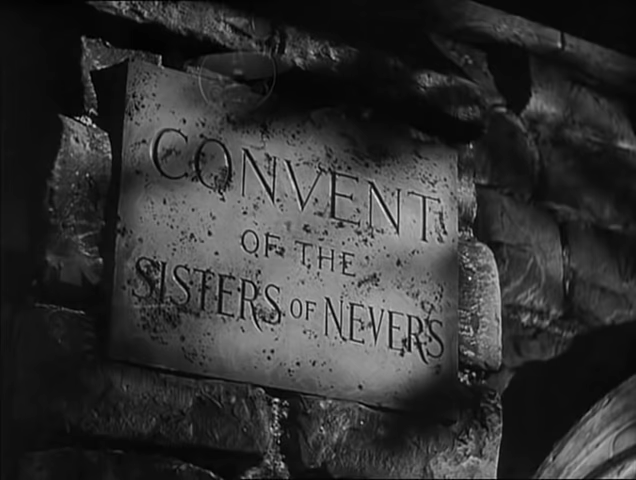 CONVENT
OF THE
SISTERS OF NEVERS